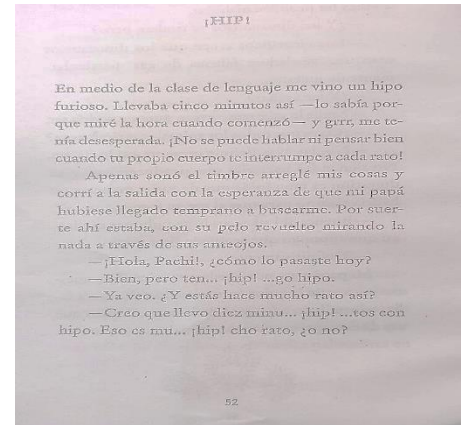 ¡HIP!
En medio de la clase de lenguaje me vino un hipo
furioso. Llevaba cinco minutos así —lo sabía por-
que miré la hora cuando comenzó— y grrr, me te-
nía desesperada. ¡No se puede hablar ni pensar bien
cuando tu propio cuerpo te interrumpe a cada rato!
Apenas sonó el timbre arreglé mis cosas y
corrí a la salida con la esperanza de que mi papá
hubiese llegado temprano a buscarme. Por suer-
te ahí estaba, con su pelo revuelto mirando la
nada a través de sus anteojos.
—¡Hola, Pachi!, ¿cómo lo pasaste hoy?
—Bien, pero ten... ¡hip! ...go hipo.
—Ya veo. ¿Y estás hace mucho rato así?
—Creo que llevo diez minu... ¡hip! ...tos con
hipo. Eso es mu... ¡hip! cho rato, ¿o no?
52